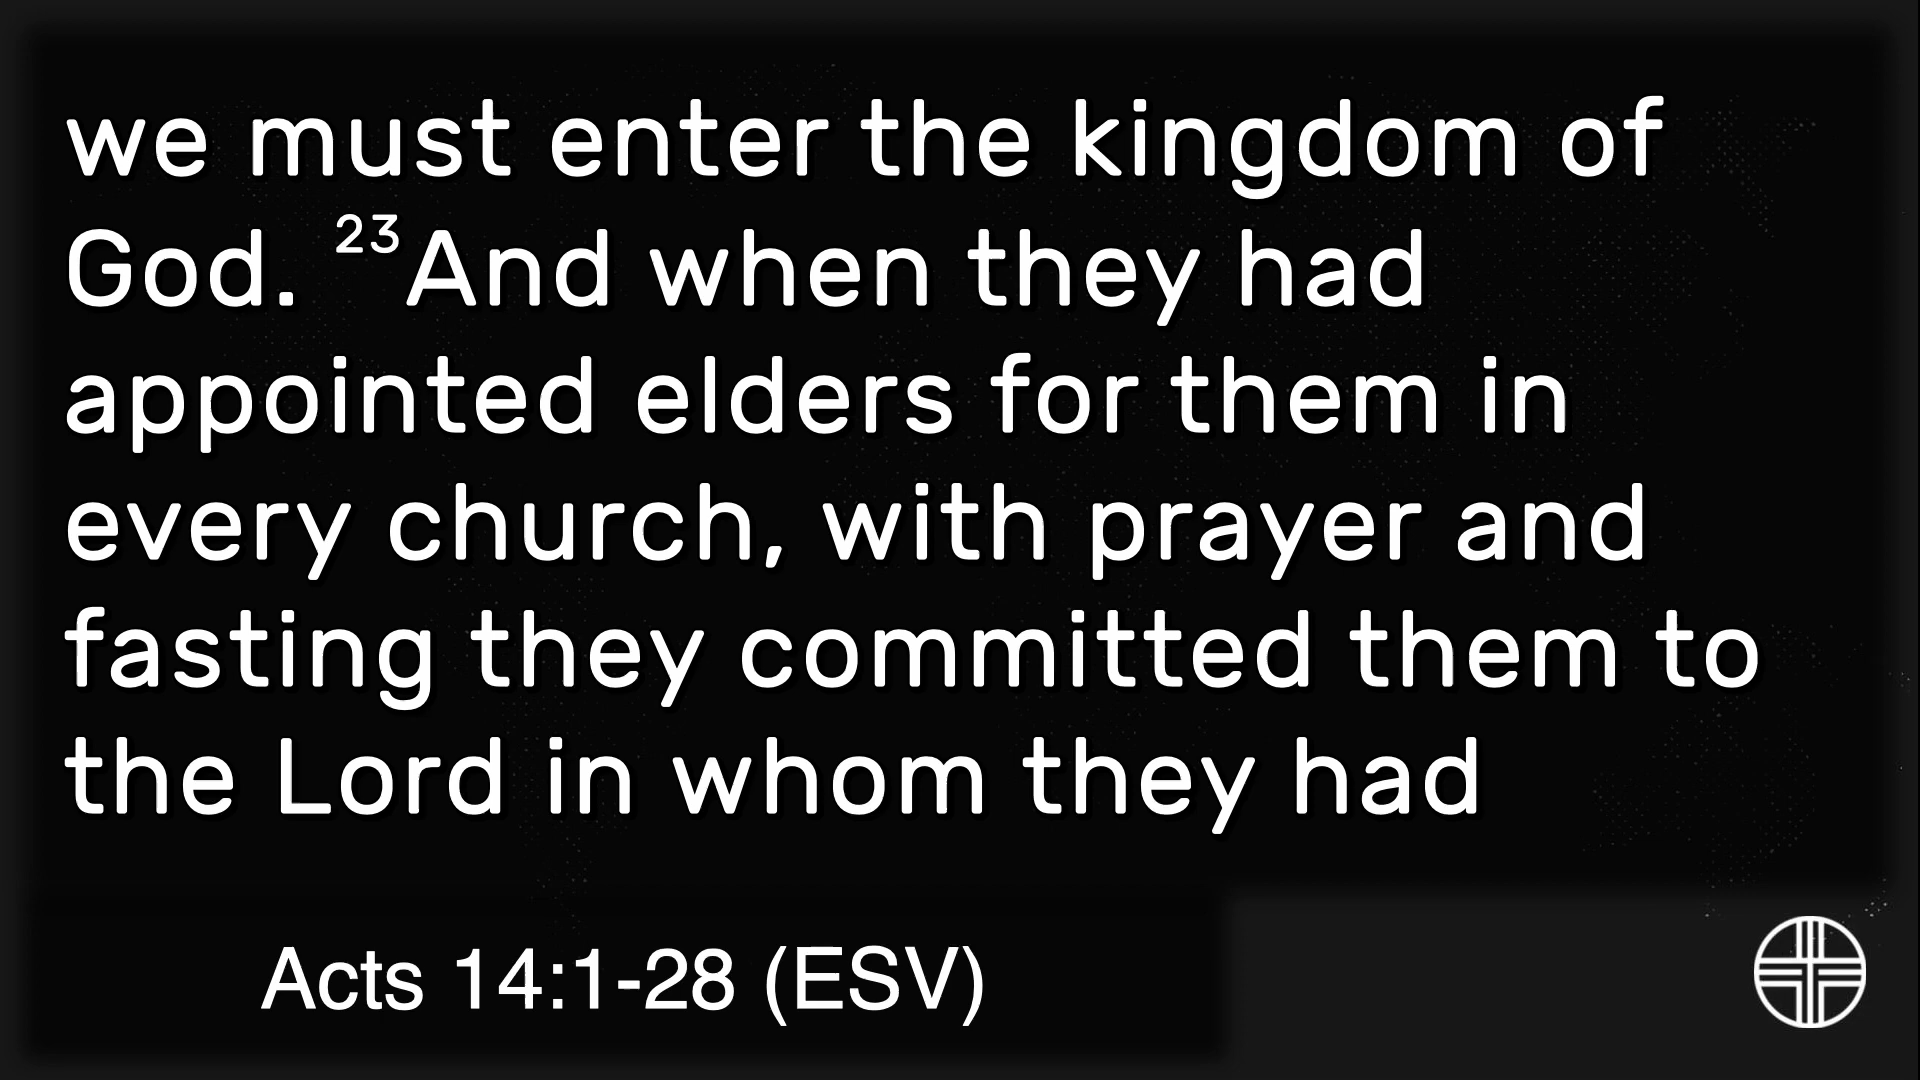 we must enter the kingdom of
God. ²³And when they had
appointed elders for them in
every church, with prayer and
fasting they committed them to
the Lord in whom they had
Acts 14:1-28 (ESV)